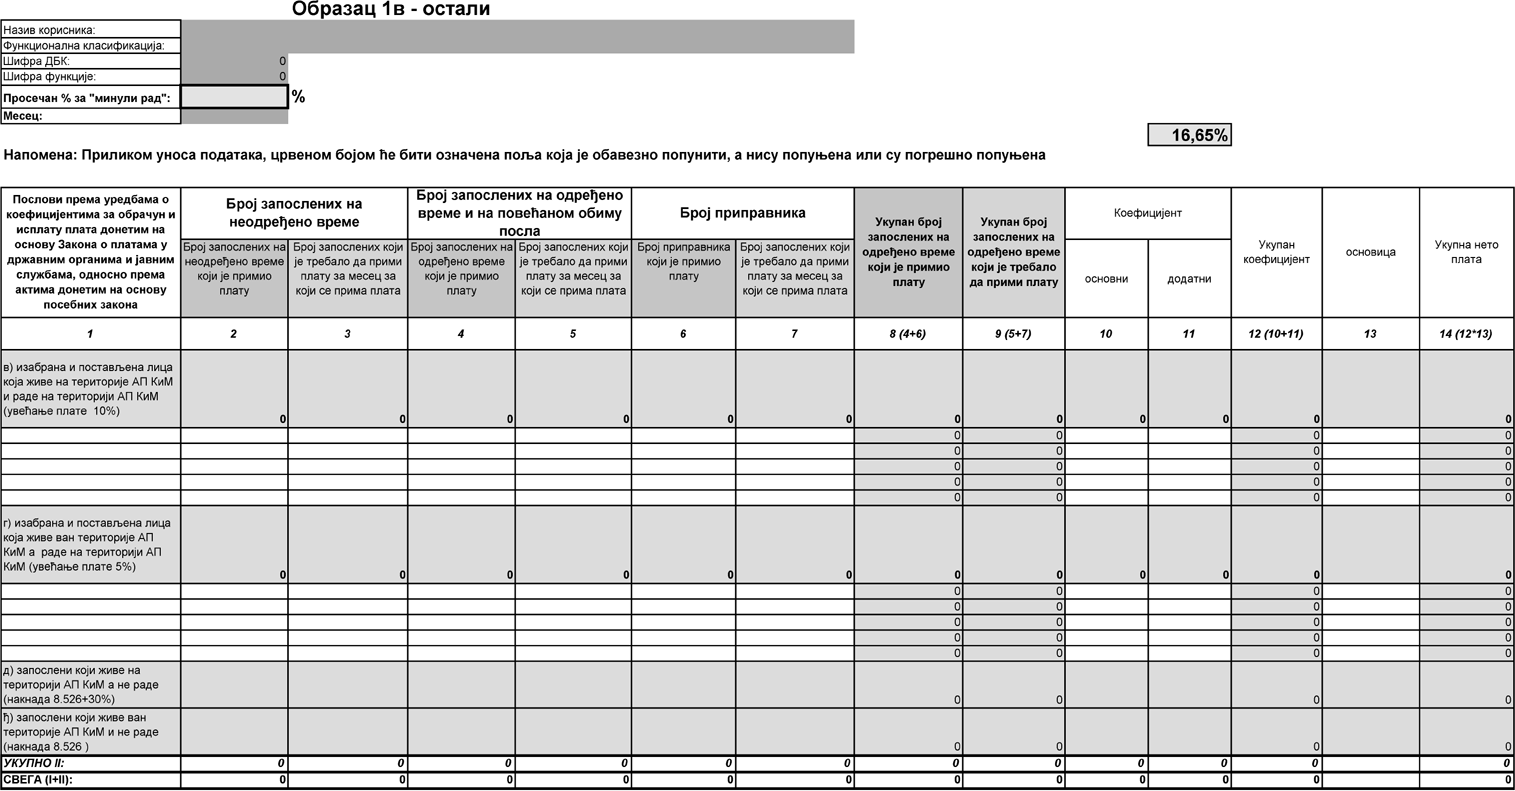 Образац 1в - остали
Назив корисника:
Функционална класификација:
Шифра ДБК: 0
Шифра функције: 0
Просечан % за "минули рад": %
Месец:
16,65%
Напомена: Приликом уноса података, црвеном бојом ће бити означена поља која је обавезно попунити, а нису попуњена или су погрешно попуњена
Послови према уредбама о
коефицијентима за обрачун и
исплату плата донетим на
основу Закона о платама у
државним органима и јавним
службама, односно према
актима донетим на основу
посебних закона
Број запослених на
неодређено време
Број запослених на одређено
време и на повећаном обиму
посла
Број приправника
Број запослених на
неодређено време
који је примио
плату
Број запослених који
је требало да прими
плату за месец за
који се прима плата
Број запослених на
одређено време
који је примио
плату
Број запослених који
је требало да прими
плату за месец за
који се прима плата
Број приправника
који је примио
плату
Број запослених који
је требало да прими
плату за месец за
који се прима плата
Укупан број
запослених на
одређено време
који је примио
плату
Укупан број
запослених на
одређено време
који је требало
да прими плату
Коефицијент
основни
додатни
Укупан
коефицијент
основица
Укупна нето
плата
1 2 3 4 5 6 7 8 (4+6) 9 (5+7) 10 11 12 (10+11) 13 14 (12*13)
в) изабрана и постављена лица
која живе на територије АП КиМ
и раде на територији АП КиМ
(увећање плате 10%)
0 0 0 0 0 0 0 0 0 0 0 0
0 0 0 0
0 0 0 0
0 0 0 0
0 0 0 0
0 0 0 0
г) изабрана и постављена лица
која живе ван територије АП
КиМ а раде на територији АП
КиМ (увећање плате 5%)
0 0 0 0 0 0 0 0 0 0 0 0
0 0 0 0
0 0 0 0
0 0 0 0
0 0 0 0
0 0 0 0
д) запослени који живе на
територији АП КиМ а не раде
(накнада 8.526+30%)
0 0 0 0
ђ) запослени који живе ван
територије АП КиМ и не раде
(накнада 8.526 )
0 0 0 0
УКУПНО II: 0 0 0 0 0 0 0 0 0 0 0 0
СВЕГА (I+II): 0 0 0 0 0 0 0 0 0 0 0 0